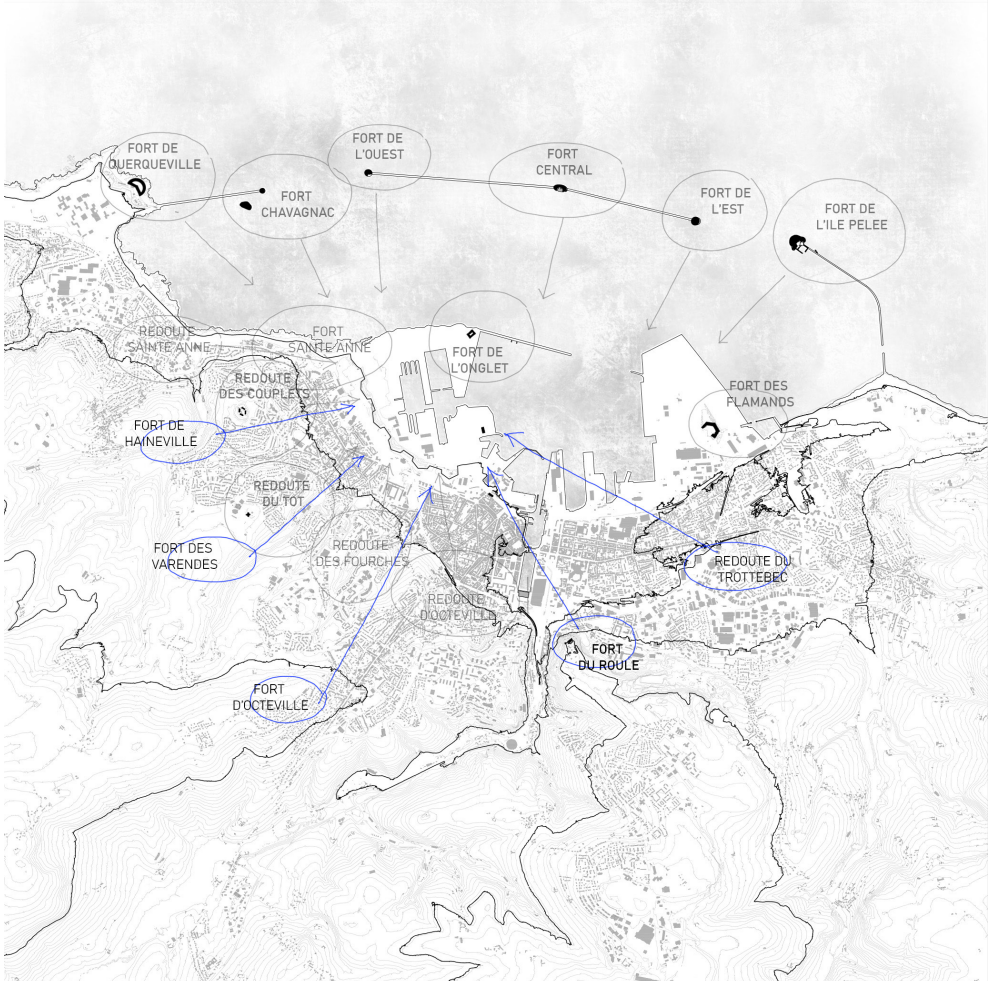 FORT DE
QUERQUEVILLE
FORT
CHAVAGNAC
FORT DE
L'OUEST
FORT
CENTRAL
FORT DE
L'EST
FORT DE
L'ILE PELEE
REDOUTE
SAINTE ANNE
FORT
SAINTE ANNE
FORT DE
L'ONGLET
REDOUTE
DES COUPLETS
FORT DES
FLAMANDS
FORT DE
HAINEVILLE
REDOUTE
DU TOT
FORT DES
VARENDES
REDOUTE
DES FOURCHES
REDOUTE DU
TROTTEBEC
REDOUTE
D'OCTEVILLE
FORT
DU ROULE
FORT
D'OCTEVILLE